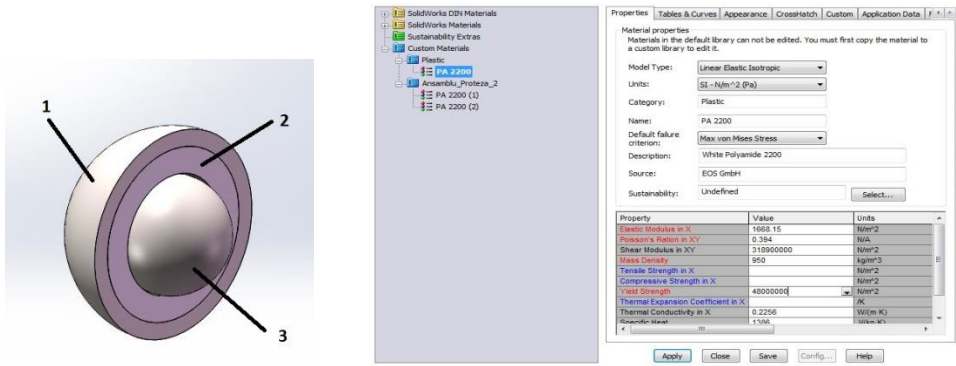 1
2
3
SolidWorks DIN Materials
SolidWorks Materials
Sustainability Extras
Custom Materials
Plastic
PA 2200
Ansamblu_Proteza_2
PA 2200 (1)
PA 2200 (2)
Properties Tables & Curves Appearance CrossHatch Custom Application Data
Material properties
Materials in the default library can not be edited. You must first copy the material to
a custom library to edit it.
Model Type: Linear Elastic Isotropic
Units: SI - N/m^2 (Pa)
Category: Plastic
Name: PA 2200
Default failure
criterion: Max von Mises Stress
Description: White Polyamide 2200
Source: EOS GmbH
Sustainability: Undefined Select...
Property Value Units
Elastic Modulus in X 1668.15 N/m^2
Poisson's Ration in XY 0.394 N/A
Shear Modulus in XY 318900000 N/m^2
Mass Density 950 kg/m^3
Tensile Strength in X N/m^2
Compressive Strength in X N/m^2
Yield Strength 48000000 N/m^2
Thermal Expansion Coefficient in X /K
Thermal Conductivity in X 0.2256 W/(m·K)
Specific Heat 1386 J/(kg·K)
Apply Close Save Config... Help